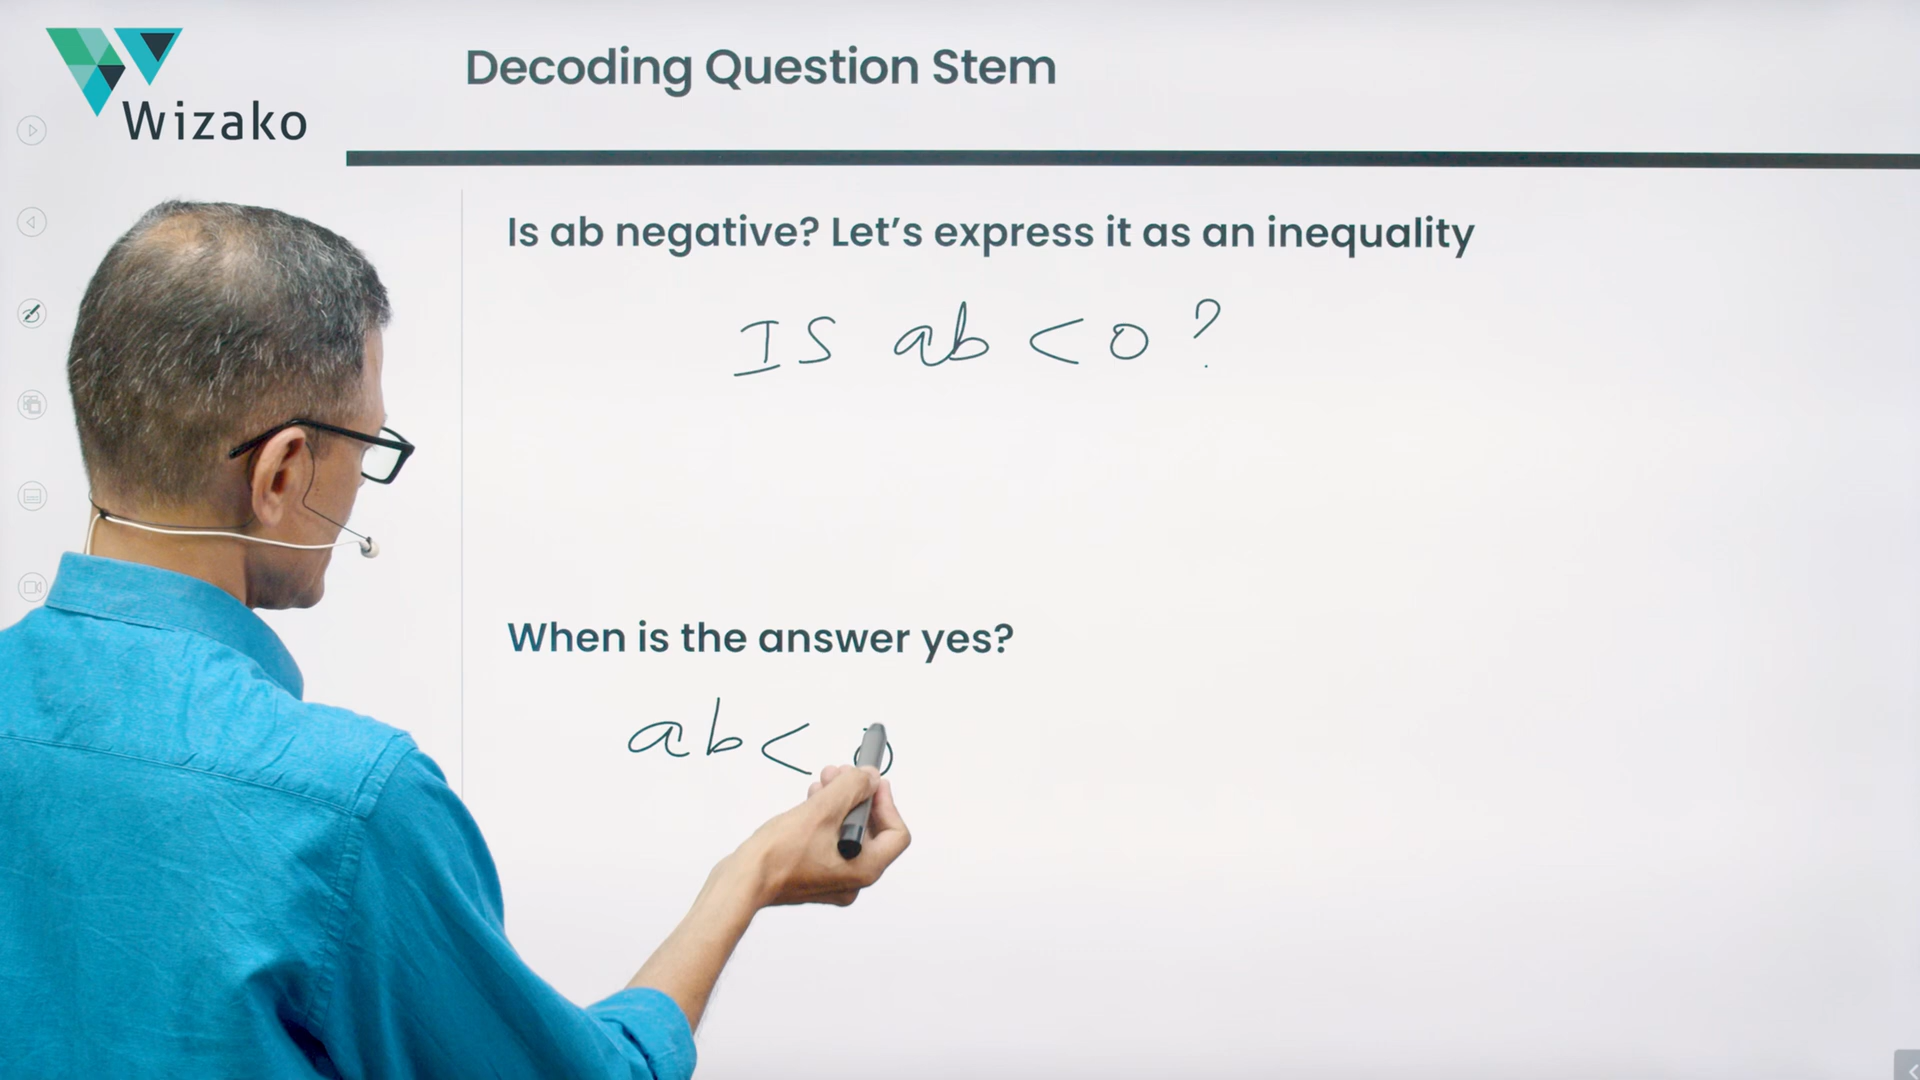 Wizako
Decoding Question Stem
Is ab negative? Let's express it as an inequality
IS ab < 0 ?
When is the answer yes?
ab < 0